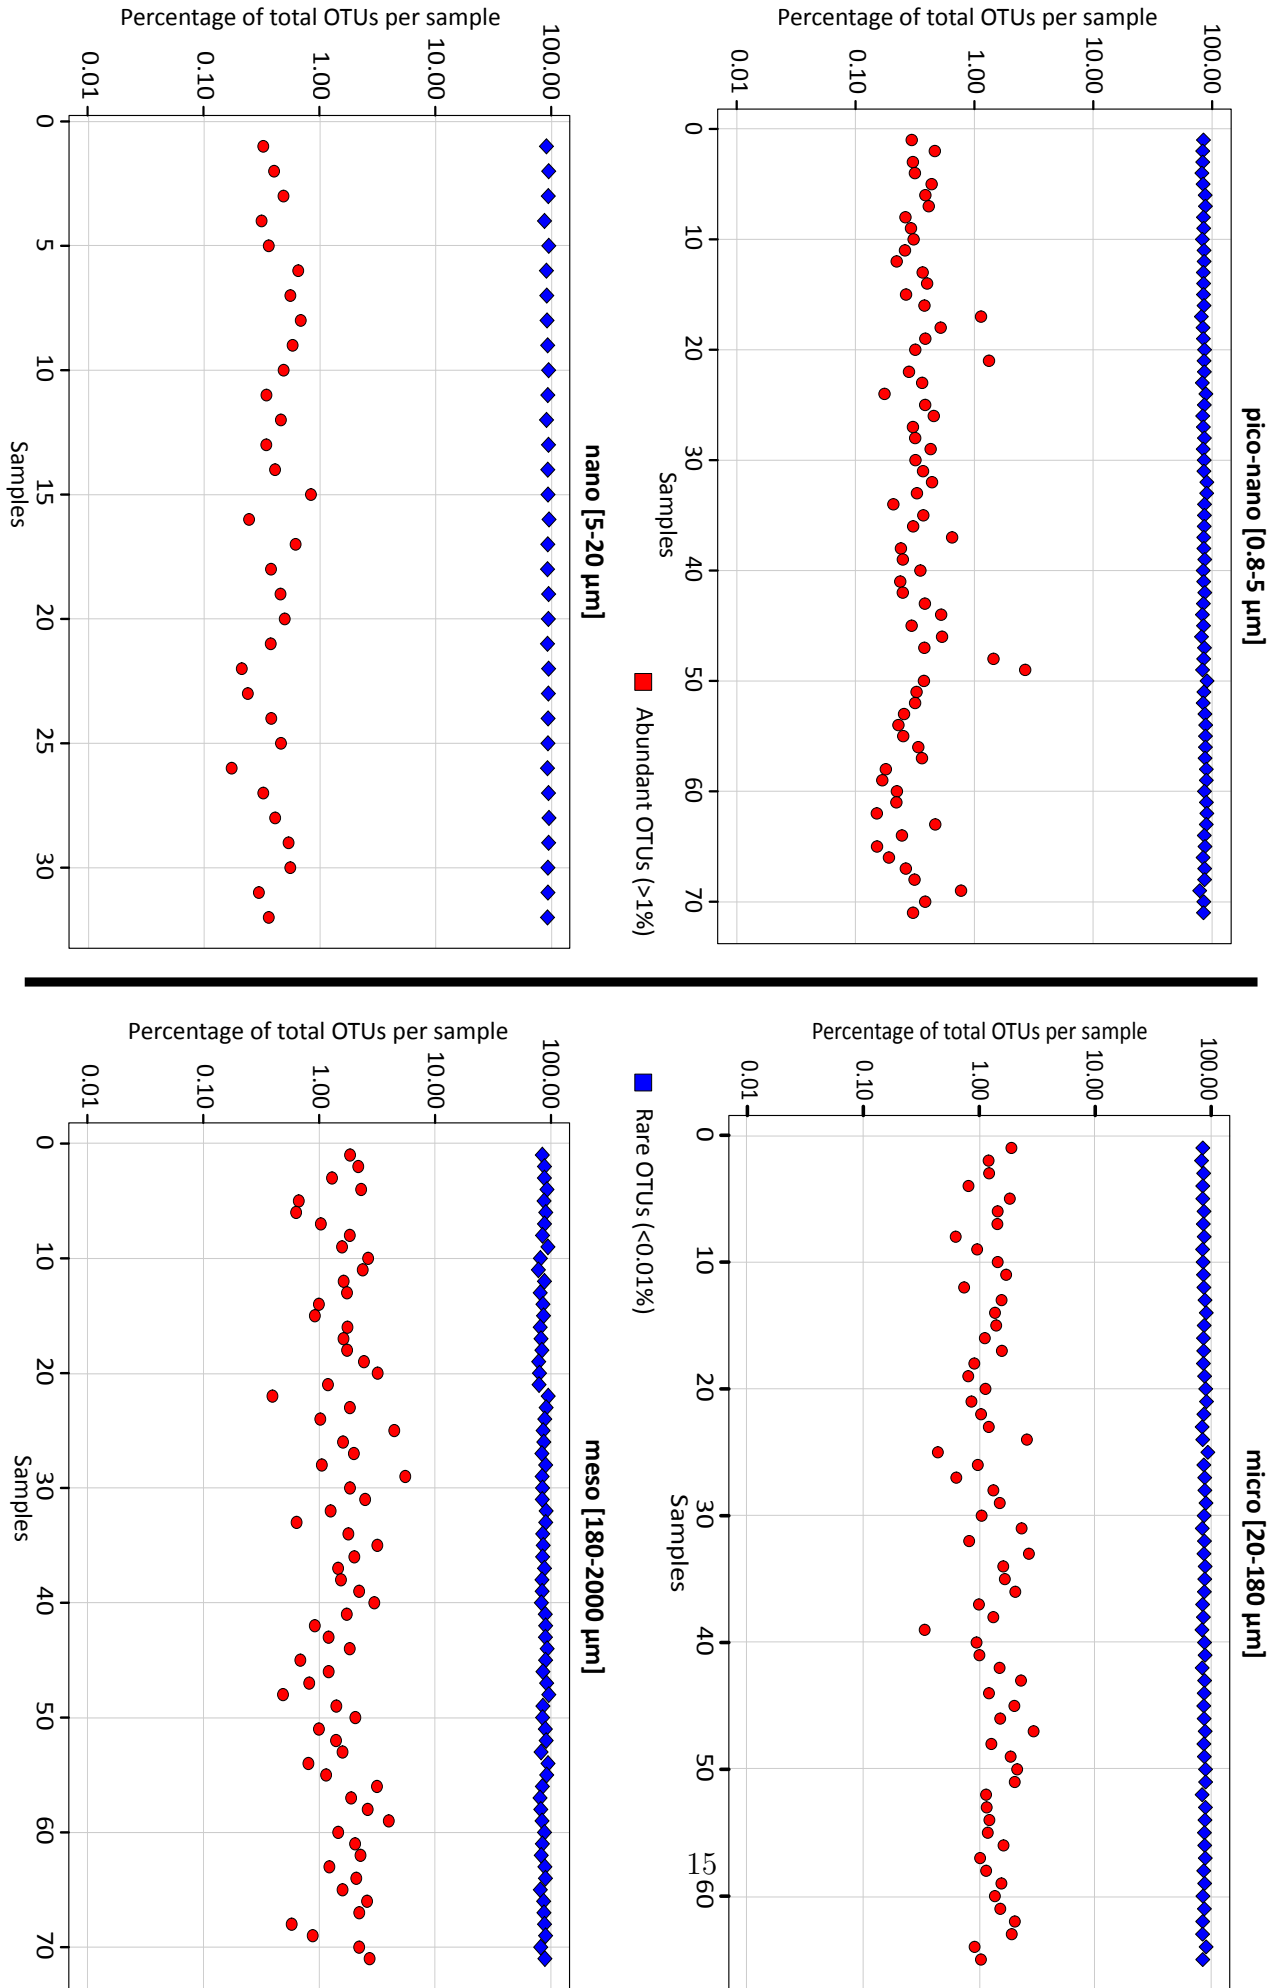 pico-nano [0.8-5 µm]
Percentage of total OTUs per sample
100.00
10.00
1.00
0.10
0.01
0 10 20 30 40 50 60 70
Samples
micro [20-180 µm]
Percentage of total OTUs per sample
100.00
10.00
1.00
0.10
0.01
0 10 20 30 40 50 60
Samples
Abundant OTUs (>1%)
Rare OTUs (<0.01%)
nano [5-20 µm]
Percentage of total OTUs per sample
100.00
10.00
1.00
0.10
0.01
0 5 10 15 20 25 30
Samples
meso [180-2000 µm]
Percentage of total OTUs per sample
100.00
10.00
1.00
0.10
0.01
0 10 20 30 40 50 60 70
Samples